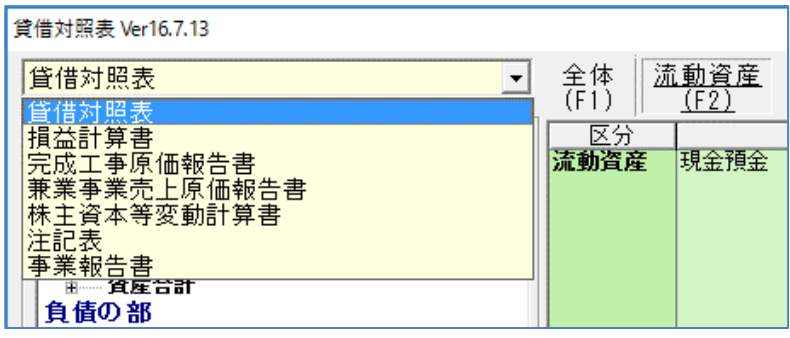 貸借対照表 Ver16.7.13
貸借対照表
全体
(F1)
流動資産
(F2)
貸借対照表
損益計算書
完成工事原価報告書
兼業事業売上原価報告書
株主資本等変動計算書
注記表
事業報告書
資産合計
負債の部
区分
流動資産
現金預金